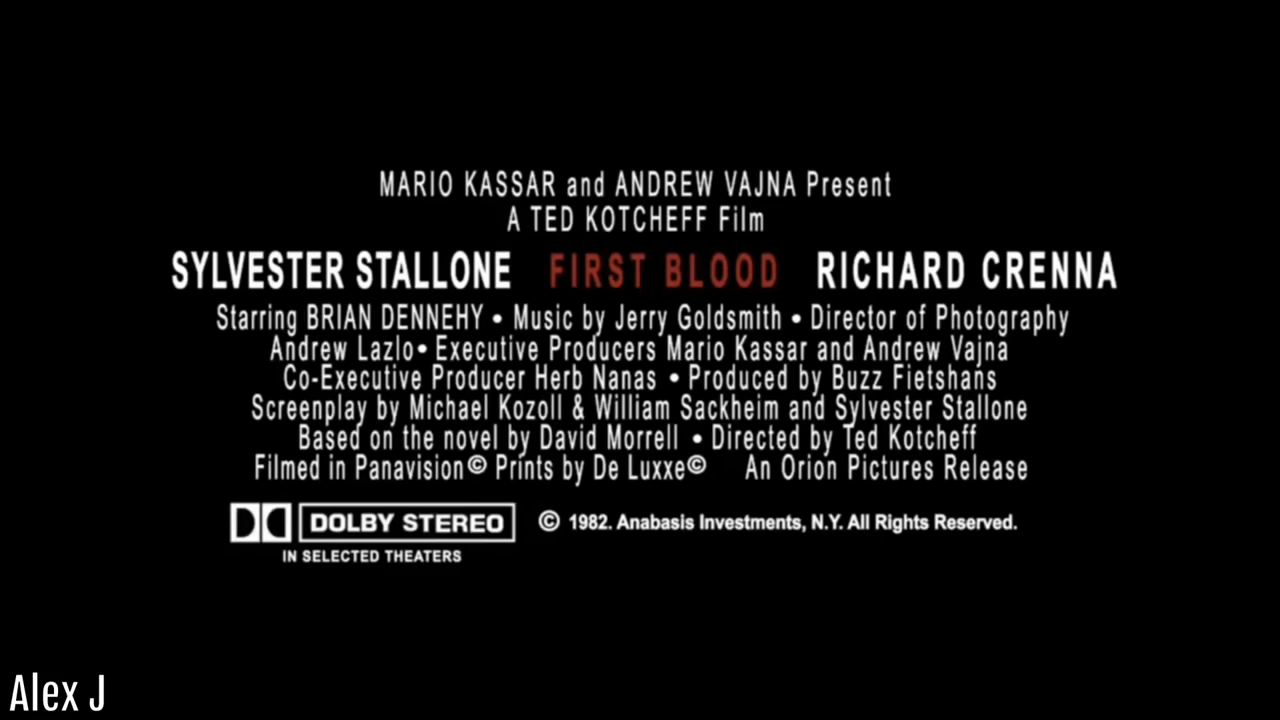 MARIO KASSAR and ANDREW VAJNA Present
A TED KOTCHEFF Film
SYLVESTER STALLONE FIRST BLOOD RICHARD CRENNA
Starring BRIAN DENNEHY • Music by Jerry Goldsmith • Director of Photography
Andrew Lazlo• Executive Producers Mario Kassar and Andrew Vajna
Co-Executive Producer Herb Nanas • Produced by Buzz Fietshans
Screenplay by Michael Kozoll & William Sackheim and Sylvester Stallone
Based on the novel by David Morrell • Directed by Ted Kotcheff
Filmed in Panavision© Prints by De Luxxe© An Orion Pictures Release
DOLBY STEREO © 1982. Anabasis Investments, N.Y. All Rights Reserved.
IN SELECTED THEATERS
Alex J